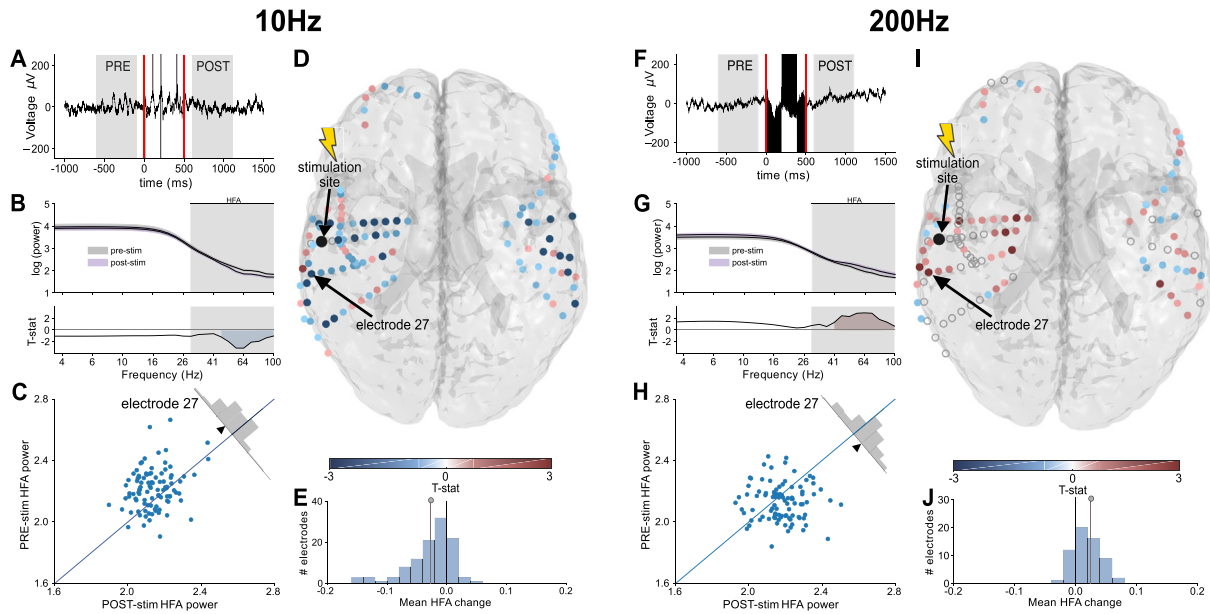 10Hz
200Hz
A
PRE
POST
Voltage μV
200
0
−200
-1000
-500
0
500
1000
1500
time (ms)
B
HFA
log (power)
5
4
3
2
1
pre-stim
post-stim
T-stat
2
0
−2
4
6
10
16
26
41
64
100
Frequency (Hz)
C
electrode 27
PRE-stim HFA power
2.8
2.4
2.0
1.6
1.6
2.0
2.4
2.8
POST-stim HFA power
D
stimulation
site
electrode 27
-3
0
3
T-stat
E
# electrodes
40
20
0
-0.2
-0.1
0.0
0.1
0.2
Mean HFA change
F
PRE
POST
Voltage μV
200
0
−200
-1000
-500
0
500
1000
1500
time (ms)
G
HFA
log (power)
5
4
3
2
1
pre-stim
post-stim
T-stat
2
0
−2
4
6
10
16
26
41
64
100
Frequency (Hz)
H
electrode 27
PRE-stim HFA power
2.8
2.4
2.0
1.6
1.6
2.0
2.4
2.8
POST-stim HFA power
I
stimulation
site
electrode 27
-3
0
3
T-stat
J
# electrodes
30
20
10
0
-0.2
-0.1
0.0
0.1
0.2
Mean HFA change